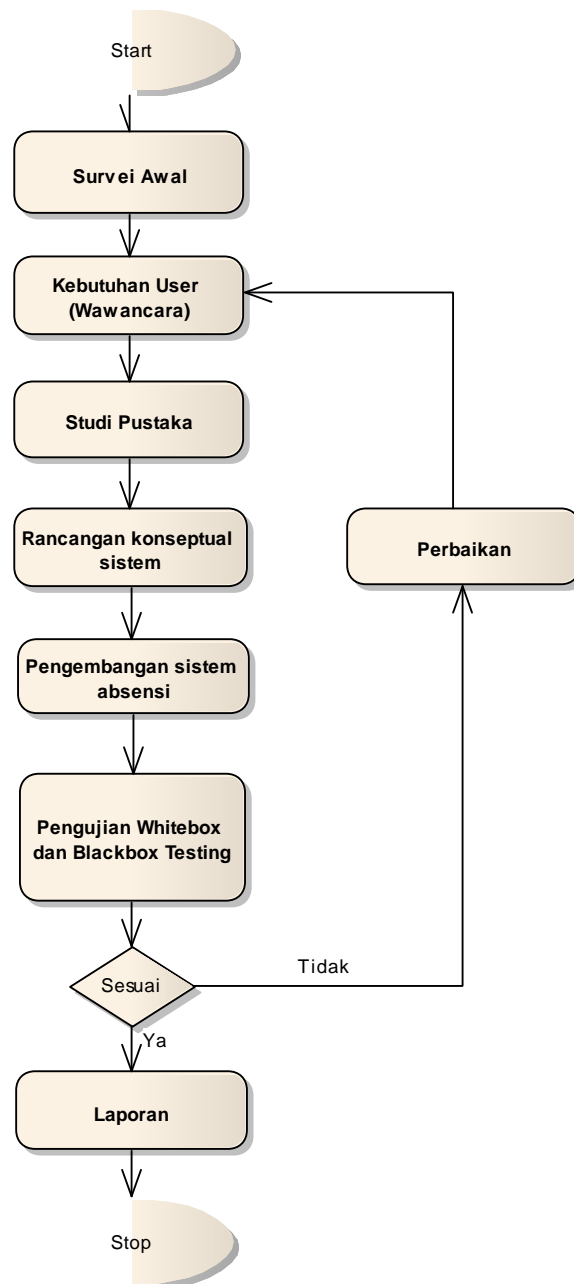 Start
Survei Awal
Kebutuhan User
(Wawancara)
Studi Pustaka
Rancangan konseptual
sistem
Perbaikan
Pengembangan sistem
absensi
Pengujian Whitebox
dan Blackbox Testing
Sesuai
Tidak
Ya
Laporan
Stop